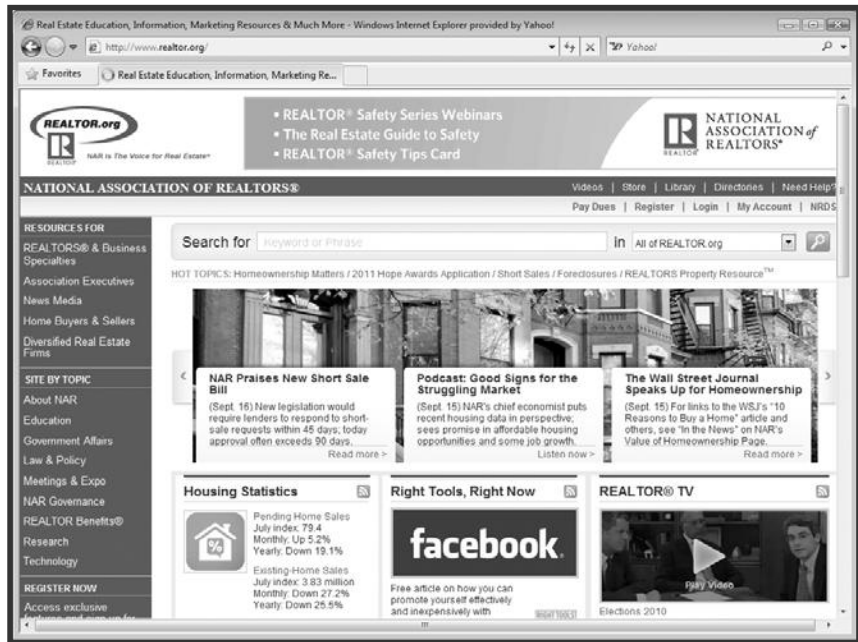 Real Estate Education, Information, Marketing Resources & Much More - Windows Internet Explorer provided by Yahoo!
http://www.realtor.org/
Yahoo!
Favorites
Real Estate Education, Information, Marketing Re...
REALTOR.org
REALTOR®
NAR is The Voice for Real Estate®
• REALTOR® Safety Series Webinars
• The Real Estate Guide to Safety
• REALTOR® Safety Tips Card
REALTOR®
NATIONAL
ASSOCIATION of
REALTORS®
NATIONAL ASSOCIATION OF REALTORS®
Videos | Store | Library | Directories | Need Help?
Pay Dues | Register | Login | My Account | NRDS
RESOURCES FOR
REALTORS® & Business
Specialties
Association Executives
News Media
Home Buyers & Sellers
Diversified Real Estate
Firms
SITE BY TOPIC
About NAR
Education
Government Affairs
Law & Policy
Meetings & Expo
NAR Governance
REALTOR Benefits®
Research
Technology
REGISTER NOW
Access exclusive
features and sign up for
Search for Keyword or Phrase in All of REALTOR.org
HOT TOPICS: Homeownership Matters / 2011 Hope Awards Application / Short Sales / Foreclosures / REALTORS Property Resource™
NAR Praises New Short Sale
Bill
(Sept. 16) New legislation would
require lenders to respond to short-
sale requests within 45 days; today
approval often exceeds 90 days.
Read more >
Podcast: Good Signs for the
Struggling Market
(Sept. 15) NAR's chief economist puts
recent housing data in perspective;
sees promise in affordable housing
opportunities and some job growth.
Listen now >
The Wall Street Journal
Speaks Up for Homeownership
(Sept. 15) For links to the WSJ's "10
Reasons to Buy a Home" article and
others, see "In the News" on NAR's
Value of Homeownership Page.
Read more >
Housing Statistics
Pending Home Sales
July index: 79.4
Monthly: Up 5.2%
Yearly: Down 19.1%
Existing-Home Sales
July index: 3.83 million
Monthly: Down 27.2%
Yearly: Down 25.5%
Right Tools, Right Now
facebook.
Free article on how you can
promote yourself effectively
and inexpensively with
RIGHT TOOLS
REALTOR® TV
Play Video
Elections 2010